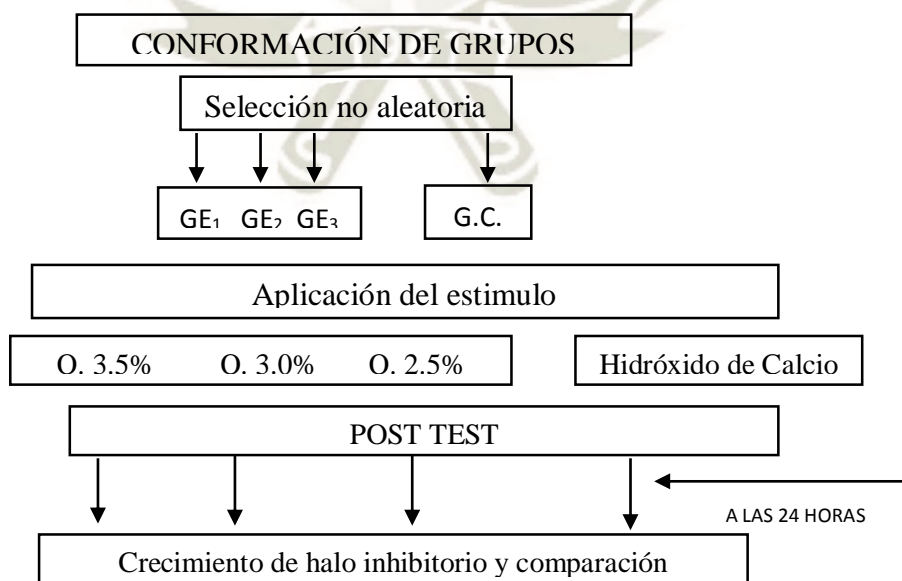 CONFORMACIÓN DE GRUPOS
Selección no aleatoria
GE₁ GE₂ GE₃ G.C.
Aplicación del estimulo
O. 3.5% O. 3.0% O. 2.5% Hidróxido de Calcio
POST TEST
A LAS 24 HORAS
Crecimiento de halo inhibitorio y comparación